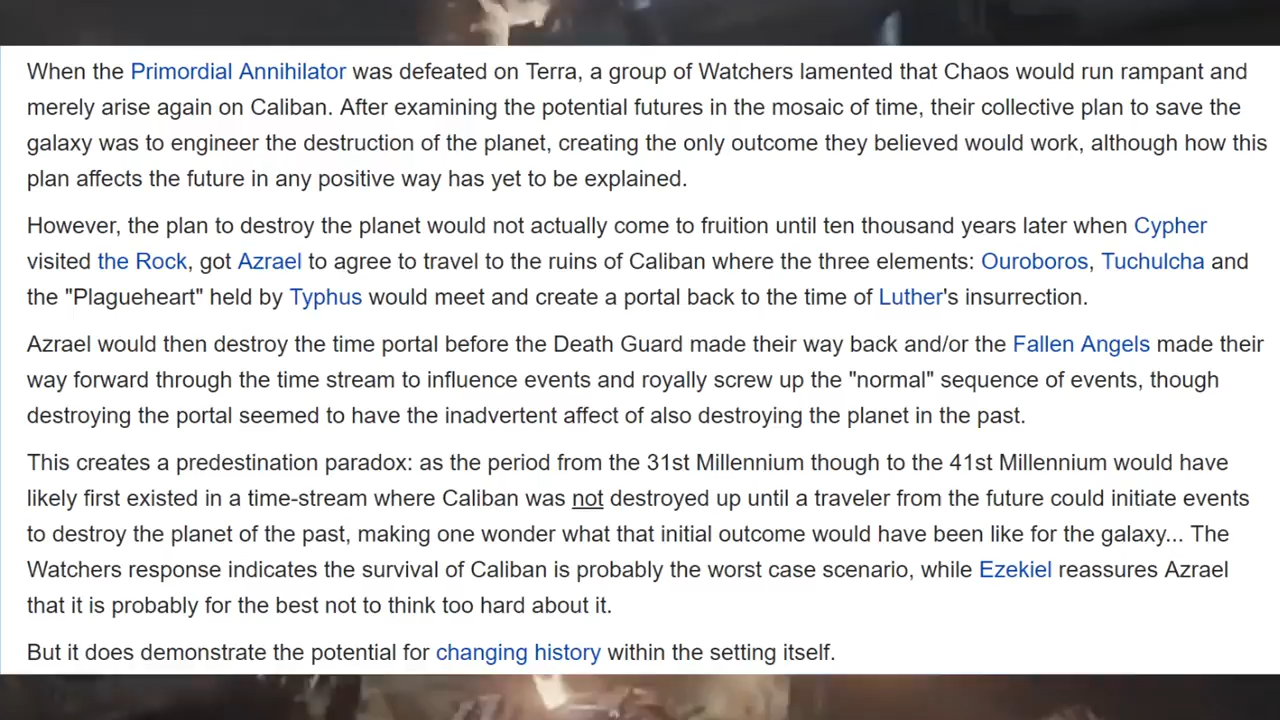 When the Primordial Annihilator was defeated on Terra, a group of Watchers lamented that Chaos would run rampant and
merely arise again on Caliban. After examining the potential futures in the mosaic of time, their collective plan to save the
galaxy was to engineer the destruction of the planet, creating the only outcome they believed would work, although how this
plan affects the future in any positive way has yet to be explained.
However, the plan to destroy the planet would not actually come to fruition until ten thousand years later when Cypher
visited the Rock, got Azrael to agree to travel to the ruins of Caliban where the three elements: Ouroboros, Tuchulcha and
the "Plagueheart" held by Typhus would meet and create a portal back to the time of Luther's insurrection.
Azrael would then destroy the time portal before the Death Guard made their way back and/or the Fallen Angels made their
way forward through the time stream to influence events and royally screw up the "normal" sequence of events, though
destroying the portal seemed to have the inadvertent affect of also destroying the planet in the past.
This creates a predestination paradox: as the period from the 31st Millennium though to the 41st Millennium would have
likely first existed in a time-stream where Caliban was not destroyed up until a traveler from the future could initiate events
to destroy the planet of the past, making one wonder what that initial outcome would have been like for the galaxy... The
Watchers response indicates the survival of Caliban is probably the worst case scenario, while Ezekiel reassures Azrael
that it is probably for the best not to think too hard about it.
But it does demonstrate the potential for changing history within the setting itself.